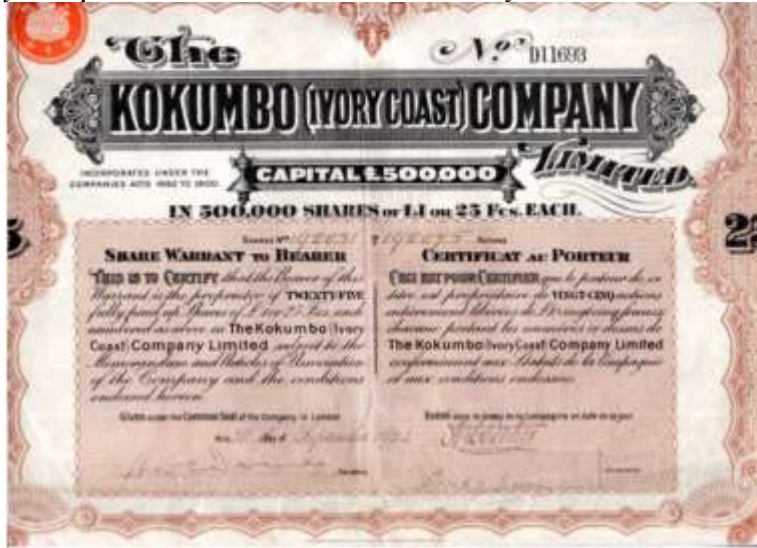 The
No. D11693
KOKUMBO (IVORY COAST) COMPANY
LIMITED
INCORPORATED UNDER THE
COMPANIES ACTS 1862 TO 1900.
CAPITAL £500,000
IN 500,000 SHARES OF £1 OR 25 FCS. EACH.
25
SHARE WARRANT TO BEARER
THIS IS TO CERTIFY that the Bearer of this
Warrant is the proprietor of TWENTY-FIVE
fully paid up Shares of £1 or 25 Fcs. each
numbered as above in The Kokumbo (Ivory
Coast) Company Limited subject to the
Memorandum and Articles of Association
of the Company and the conditions
endorsed hereon
Given under the Common Seal of the Company, in London
CERTIFICAT AU PORTEUR
CECI EST POUR CERTIFIER que le porteur de ce
titre est propriétaire de VINGT-CINQ actions
entièrement libérées de
chacune portant les numéros ci-dessus de
The Kokumbo (Ivory Coast) Company Limited
conformément aux Statuts de la Compagnie
et aux conditions endossées